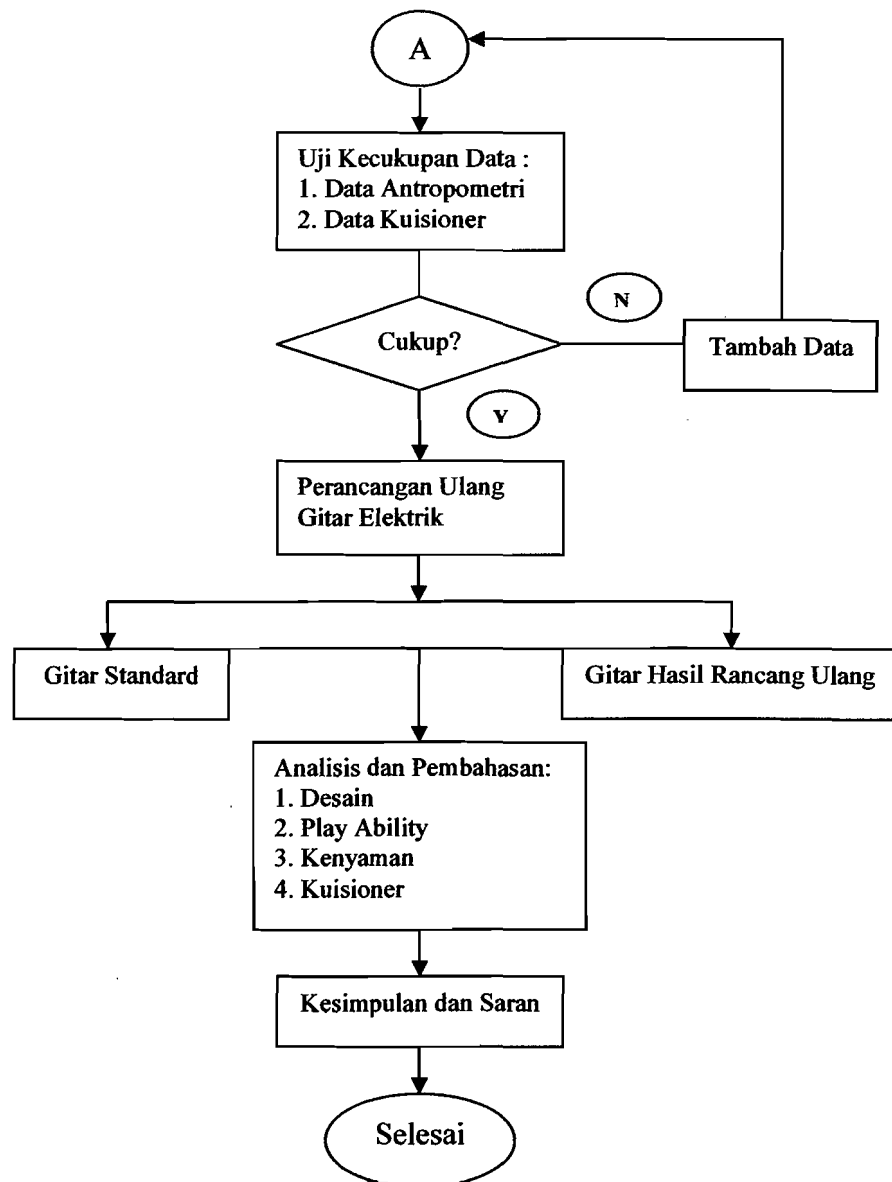 A
Uji Kecukupan Data :
1. Data Antropometri
2. Data Kuisioner
N
Cukup?
Tambah Data
Y
Perancangan Ulang
Gitar Elektrik
Gitar Standard
Gitar Hasil Rancang Ulang
Analisis dan Pembahasan:
1. Desain
2. Play Ability
3. Kenyaman
4. Kuisioner
Kesimpulan dan Saran
Selesai